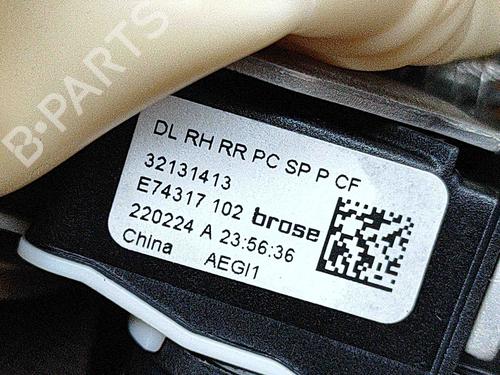 B-PARTS
DL RH RR PC SP P CF
32131413
E74317 102 brose
220224 A 23:56:36
China AEGI1